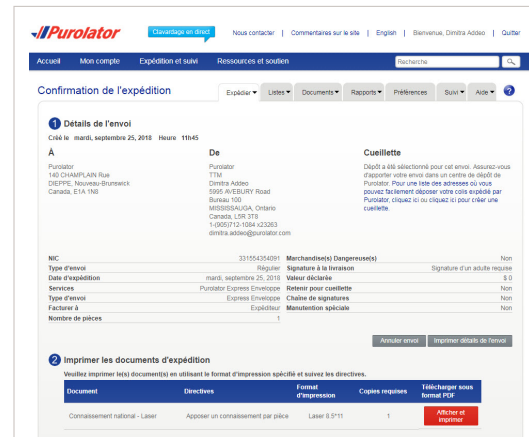 Purolator
Clavardage en direct
Nous contacter | Commentaires sur le site | English | Bienvenue, Dimitra Addeo | Quitter
Accueil Mon compte Expédition et suivi Ressources et soutien Recherche
Confirmation de l'expédition
Expédier Listes Documents Rapports Préférences Suivi Aide ?
1 Détails de l'envoi
Créé le mardi, septembre 25, 2018 Heure 11h45
À
Purolator
140 CHAMPLAIN Rue
DIEPPE, Nouveau-Brunswick
Canada, E1A 1N8
De
Purolator
TTM
Dimitra Addeo
5995 AVEBURY Road
Bureau 100
MISSISSAUGA, Ontario
Canada, L5R 3T8
1-(905)712-1084 x23263
dimitra.addeo@purolator.com
Cueillette
Dépôt a été sélectionné pour cet envoi. Assurez-vous
d'apporter votre envoi dans un centre de dépôt de
Purolator. Pour une liste des adresses où vous
pouvez facilement déposer votre colis expédié par
Purolator, cliquez ici ou cliquez ici pour créer une
cueillette.
NIC 331554354091 Marchandise(s) Dangereuse(s) Non
Type d'envoi Régulier Signature à la livraison Signature d'un adulte requise
Date d'expédition mardi, septembre 25, 2018 Valeur déclarée $ 0
Services Purolator Express Enveloppe Retenir pour cueillette Non
Type d'envoi Express Enveloppe Chaîne de signatures Non
Facturer à Expéditeur Manutention spéciale Non
Nombre de pièces 1
Annuler envoi Imprimer détails de l'envoi
2 Imprimer les documents d'expédition
Veuillez imprimer le(s) document(s) en utilisant le format d'impression spécifié et suivez les directives.
Document Directives Format d'impression Copies requises Télécharger sous format PDF
Connaissement national - Laser Apposer un connaissement par pièce Laser 8.5*11 1 Afficher et imprimer